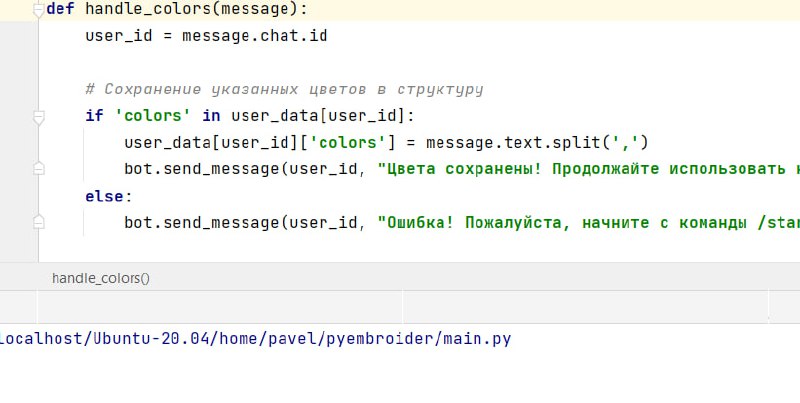 def handle_colors(message):
user_id = message.chat.id
# Сохранение указанных цветов в структуру
if 'colors' in user_data[user_id]:
user_data[user_id]['colors'] = message.text.split(',')
bot.send_message(user_id, "Цвета сохранены! Продолжайте использовать
else:
bot.send_message(user_id, "Ошибка! Пожалуйста, начните с команды /star
handle_colors()
localhost/Ubuntu-20.04/home/pavel/pyembroider/main.py